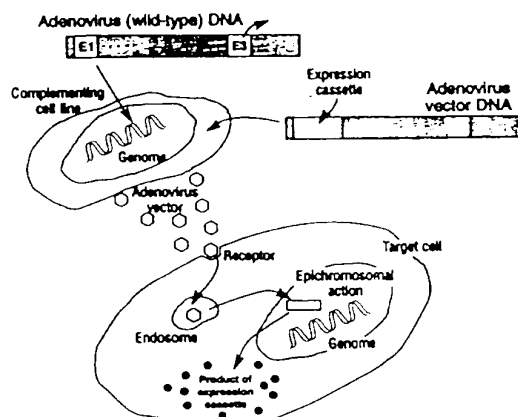 Adenovirus (wild-type) DNA
E1
E3
Complementing
cell line
Expression
cassette
Adenovirus
vector DNA
Genome
Adenovirus
vector
Receptor
Target cell
Epichromosomal
action
Endosome
Genome
Product of
expression
cassette